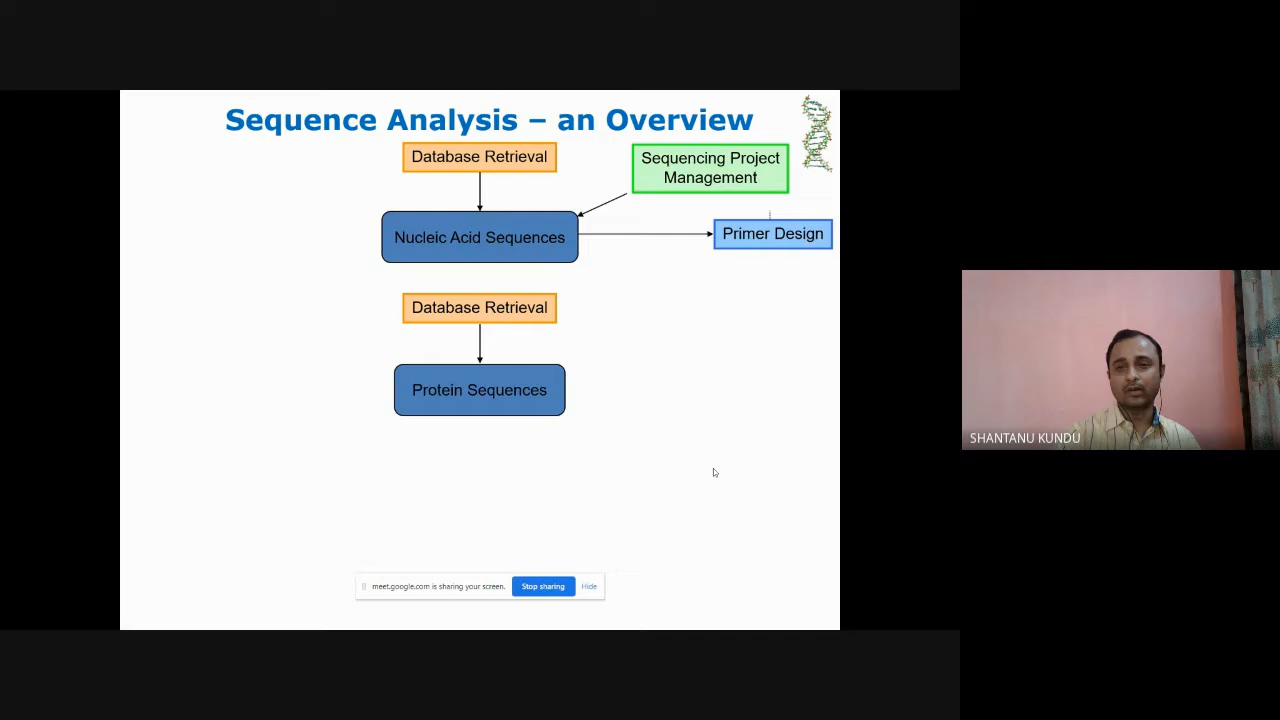 Sequence Analysis – an Overview
Database Retrieval
Sequencing Project
Management
Nucleic Acid Sequences
Primer Design
Database Retrieval
Protein Sequences
SHANTANU KUNDU
meet.google.com is sharing your screen.
Stop sharing
Hide